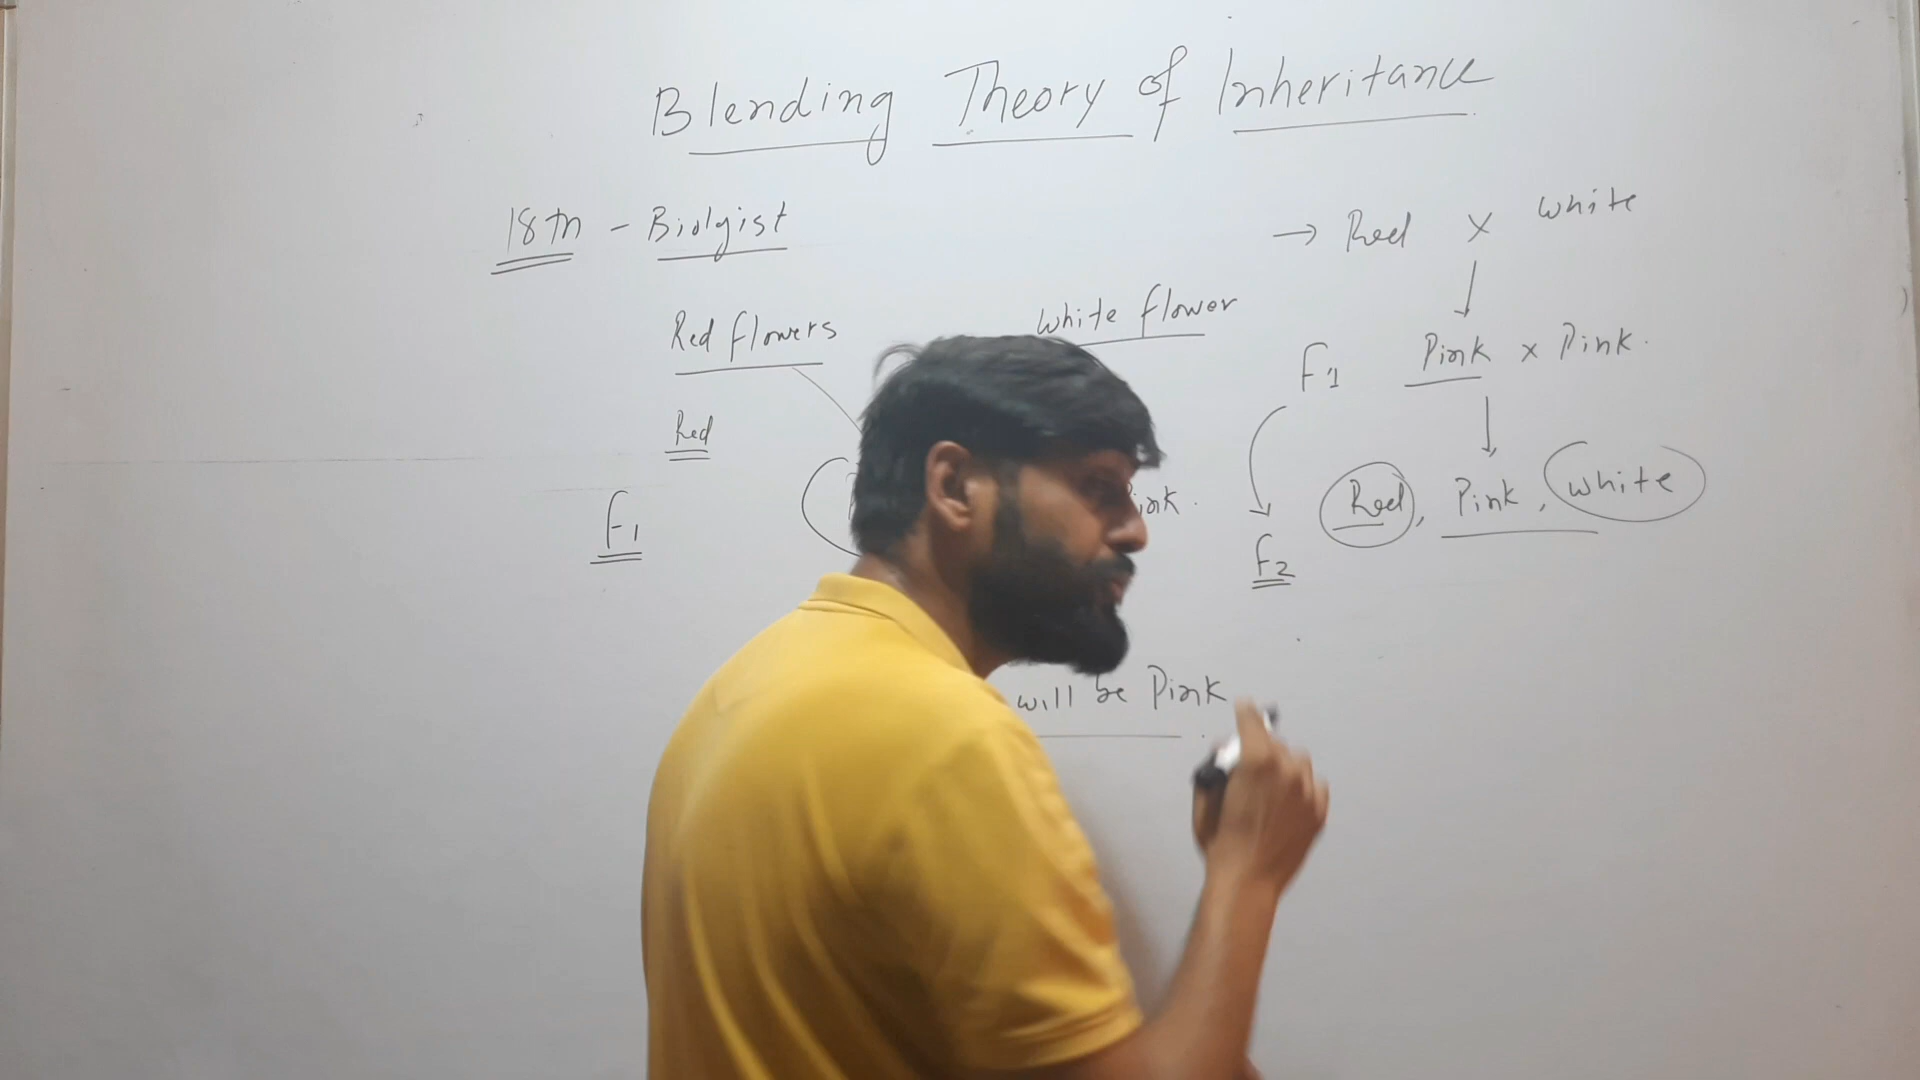 Blending Theory of Inheritance
18th - Biolgist
→ Red x white
Red flowers
white flower
F1 Pink x Pink.
Red
F1
Red, Pink, white
F2
will be Pink